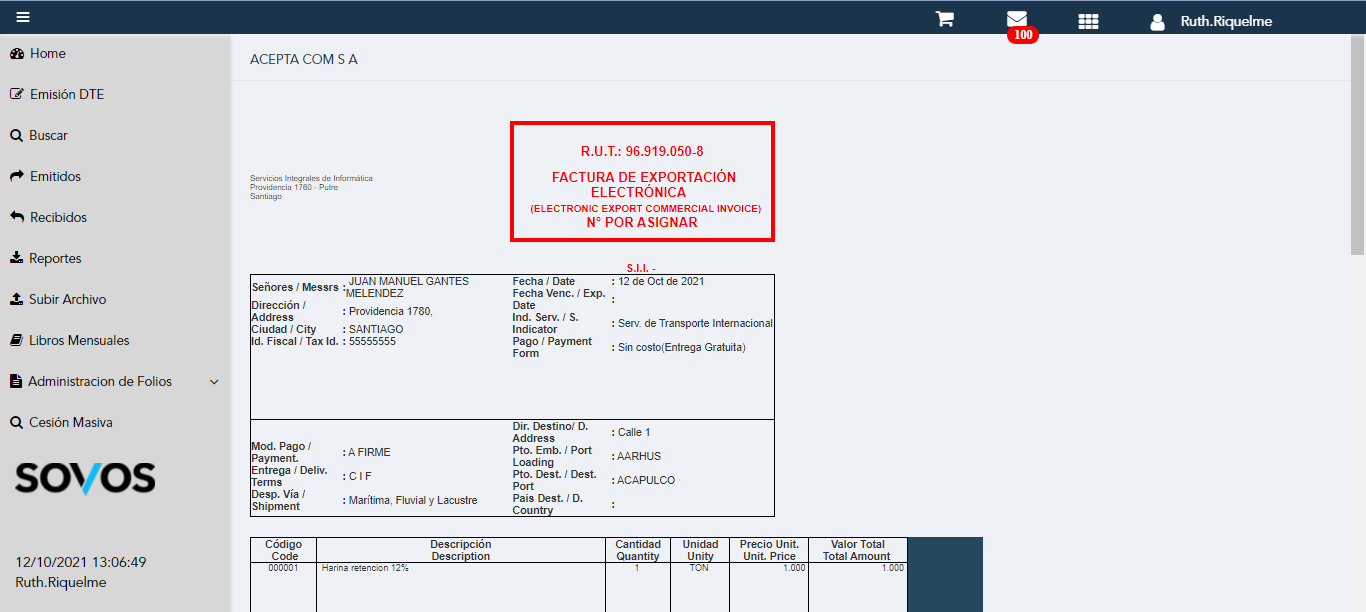 Ruth.Riquelme
100
Home
Emisión DTE
Buscar
Emitidos
Recibidos
Reportes
Subir Archivo
Libros Mensuales
Administracion de Folios
Cesión Masiva
SOVOS
12/10/2021 13:06:49
Ruth.Riquelme
ACEPTA COM S A
Servicios Integrales de Informática
Providencia 1760 - Putre
Santiago
R.U.T.: 96.919.050-8
FACTURA DE EXPORTACIÓN
ELECTRÓNICA
(ELECTRONIC EXPORT COMMERCIAL INVOICE)
N° POR ASIGNAR
S.I.I. -
Señores / Messrs : JUAN MANUEL GANTES
MELENDEZ
Dirección /
Address : Providencia 1780,
Ciudad / City : SANTIAGO
Id. Fiscal / Tax Id. : 55555555
Fecha / Date : 12 de Oct de 2021
Fecha Venc. / Exp.
Date :
Ind. Serv. / S.
Indicator : Serv. de Transporte Internacional
Pago / Payment
Form : Sin costo(Entrega Gratuita)
Mod. Pago /
Payment. : A FIRME
Entrega / Deliv.
Terms : C I F
Desp. Vía /
Shipment : Marítima, Fluvial y Lacustre
Dir. Destino/ D.
Address : Calle 1
Pto. Emb. / Port
Loading : AARHUS
Pto. Dest. / Dest.
Port : ACAPULCO
Pais Dest. / D.
Country :
Código Descripción Cantidad Unidad Precio Unit. Valor Total
Code Description Quantity Unity Unit. Price Total Amount
000001 Harina retencion 12% 1 TON 1.000 1.000